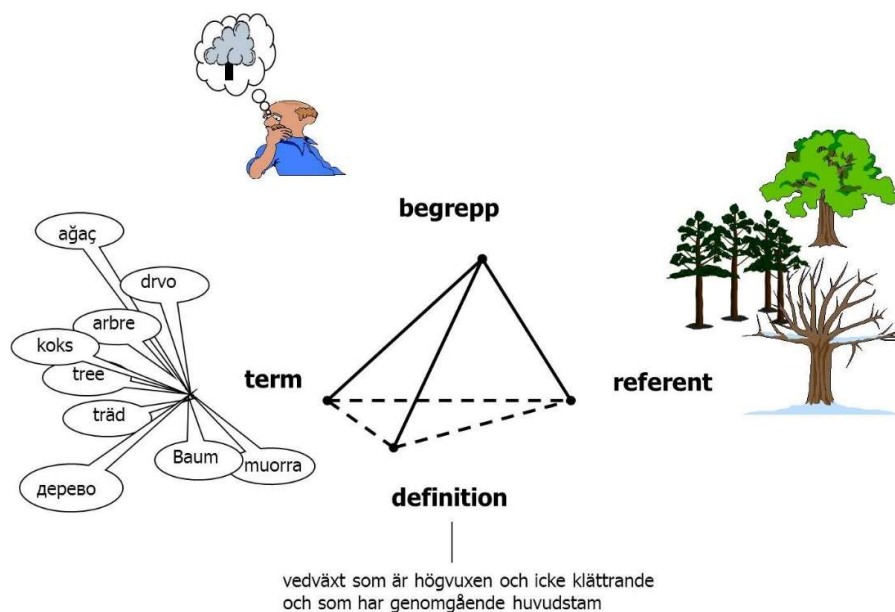 begrepp
ağaç
drvo
arbre
koks
tree
träd
Baum
muorra
дерево
term
referent
definition
vedväxt som är högvuxen och icke klättrande
och som har genomgående huvudstam